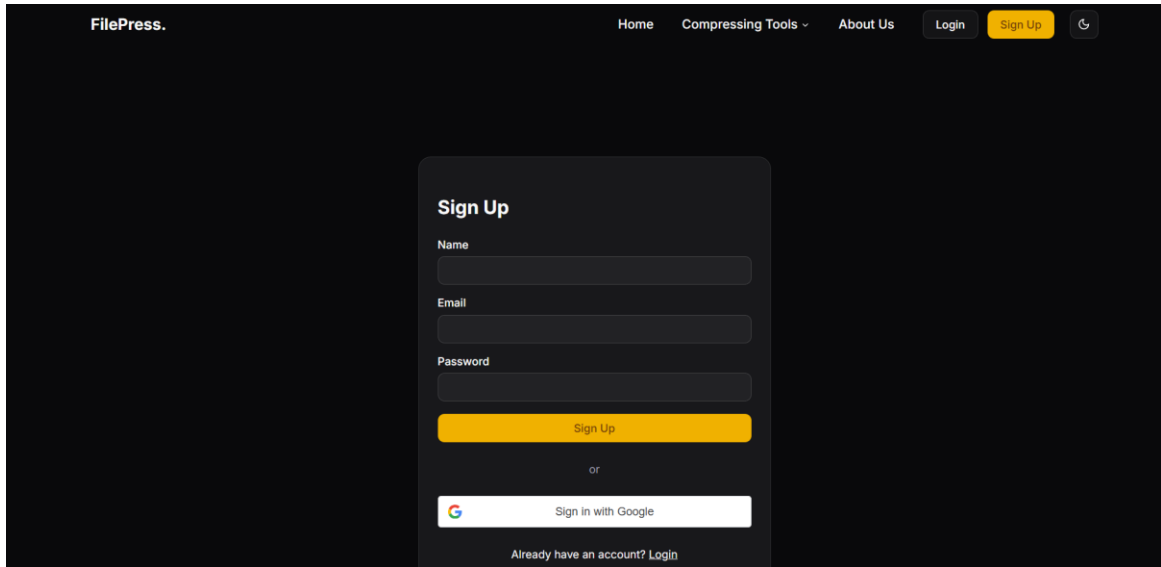 FilePress. Home Compressing Tools About Us Login Sign Up
Sign Up
Name
Email
Password
Sign Up
or
Sign in with Google
Already have an account? Login